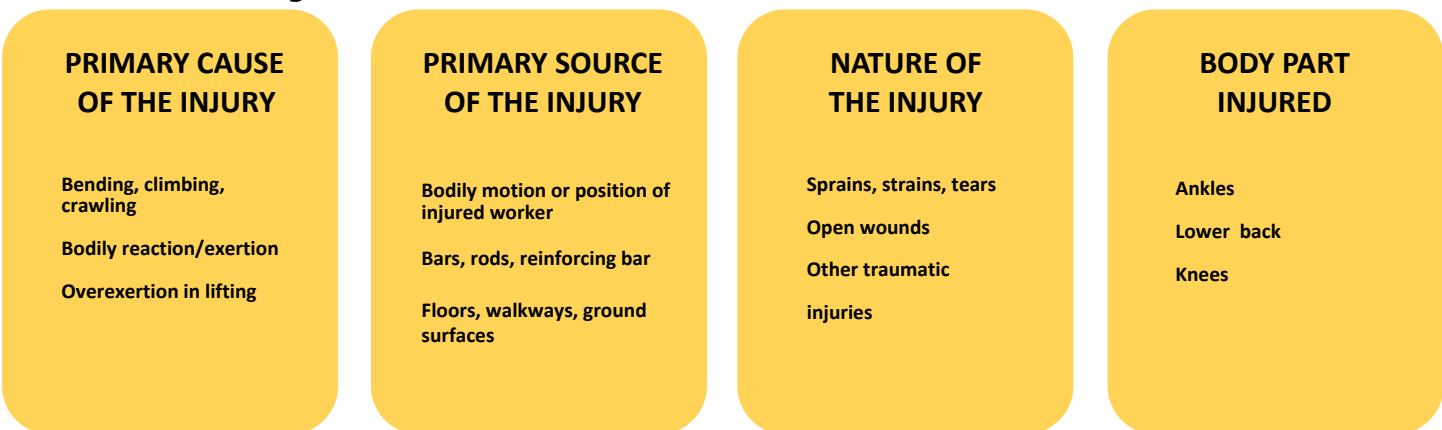 PRIMARY CAUSE
OF THE INJURY
Bending, climbing,
crawling
Bodily reaction/exertion
Overexertion in lifting
PRIMARY SOURCE
OF THE INJURY
Bodily motion or position of
injured worker
Bars, rods, reinforcing bar
Floors, walkways, ground
surfaces
NATURE OF
THE INJURY
Sprains, strains, tears
Open wounds
Other traumatic
injuries
BODY PART
INJURED
Ankles
Lower back
Knees